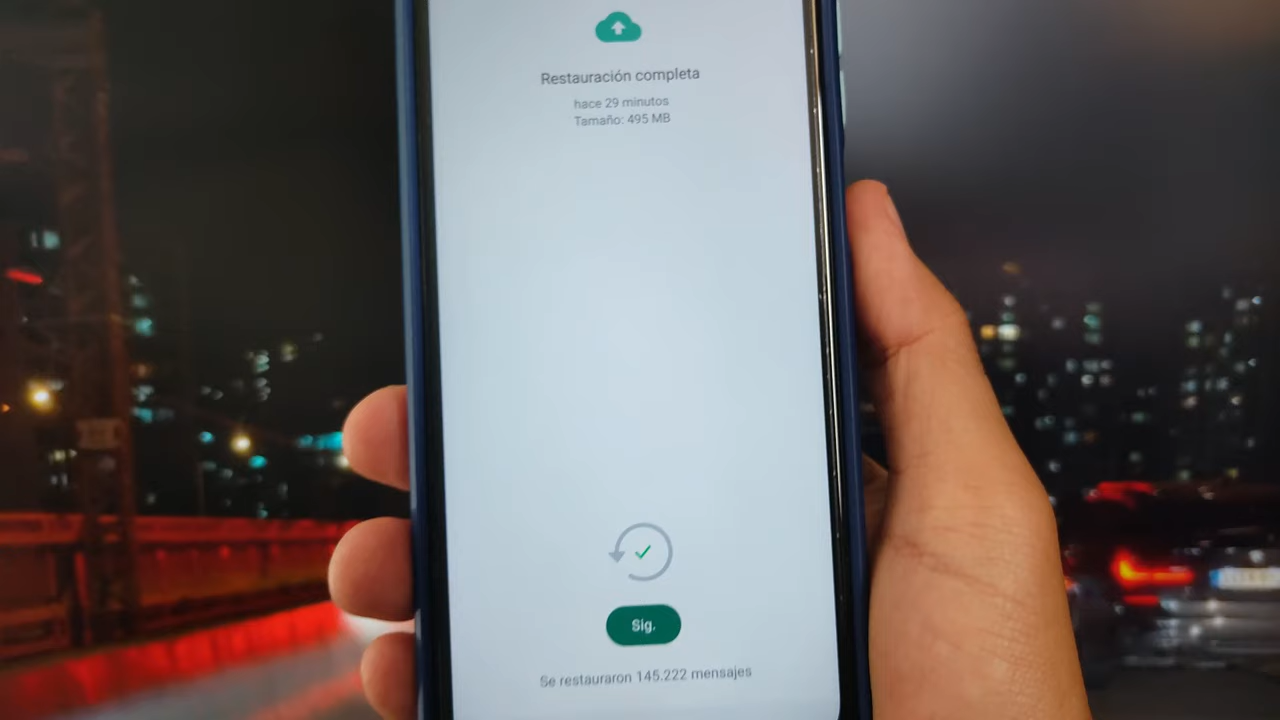 Restauración completa
hace 29 minutos
Tamaño: 495 MB
Sig.
Se restauraron 145.222 mensajes